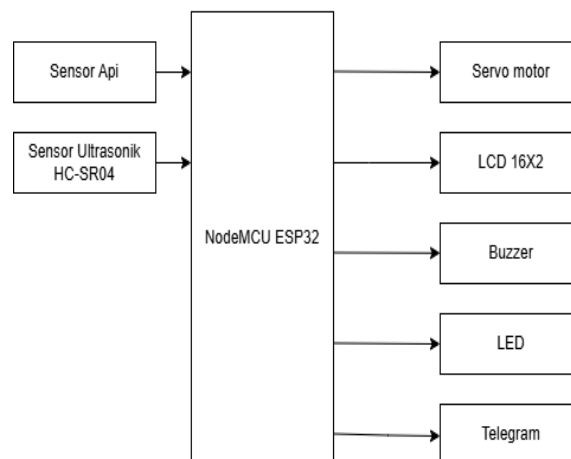 Sensor Api
Sensor Ultrasonik
HC-SR04
NodeMCU ESP32
Servo motor
LCD 16X2
Buzzer
LED
Telegram